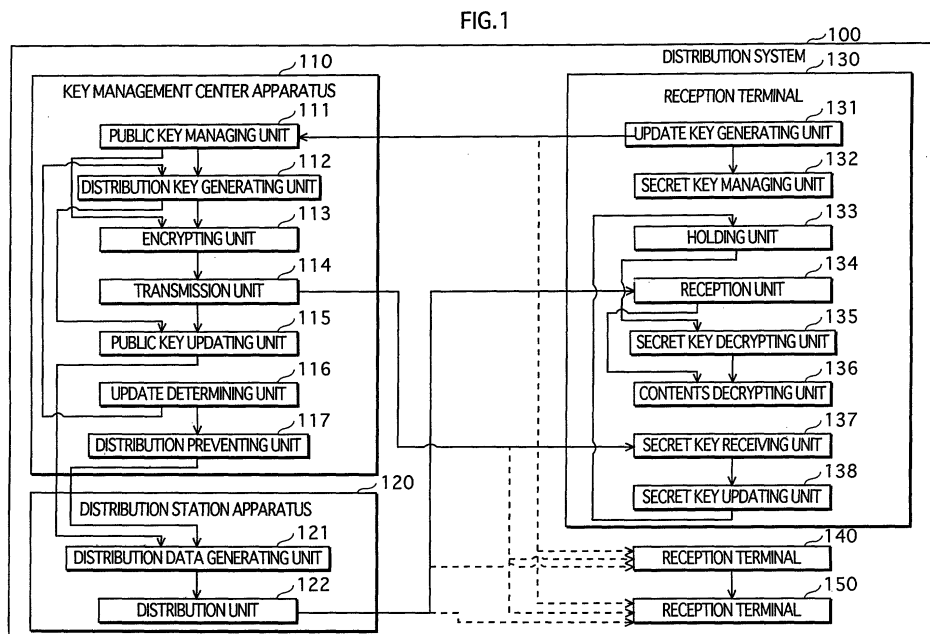 FIG.1
100
DISTRIBUTION SYSTEM
110
KEY MANAGEMENT CENTER APPARATUS
111
PUBLIC KEY MANAGING UNIT
112
DISTRIBUTION KEY GENERATING UNIT
113
ENCRYPTING UNIT
114
TRANSMISSION UNIT
115
PUBLIC KEY UPDATING UNIT
116
UPDATE DETERMINING UNIT
117
DISTRIBUTION PREVENTING UNIT
120
DISTRIBUTION STATION APPARATUS
121
DISTRIBUTION DATA GENERATING UNIT
122
DISTRIBUTION UNIT
130
RECEPTION TERMINAL
131
UPDATE KEY GENERATING UNIT
132
SECRET KEY MANAGING UNIT
133
HOLDING UNIT
134
RECEPTION UNIT
135
SECRET KEY DECRYPTING UNIT
136
CONTENTS DECRYPTING UNIT
137
SECRET KEY RECEIVING UNIT
138
SECRET KEY UPDATING UNIT
140
RECEPTION TERMINAL
150
RECEPTION TERMINAL